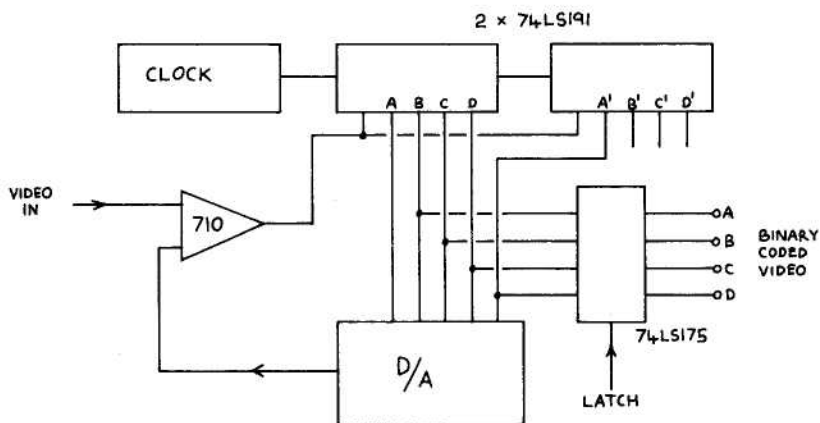 2 × 74LS191
CLOCK
A B C D
A' B' C' D'
VIDEO
IN
710
A
B
C
D
BINARY
CODED
VIDEO
74LS175
D/A
LATCH